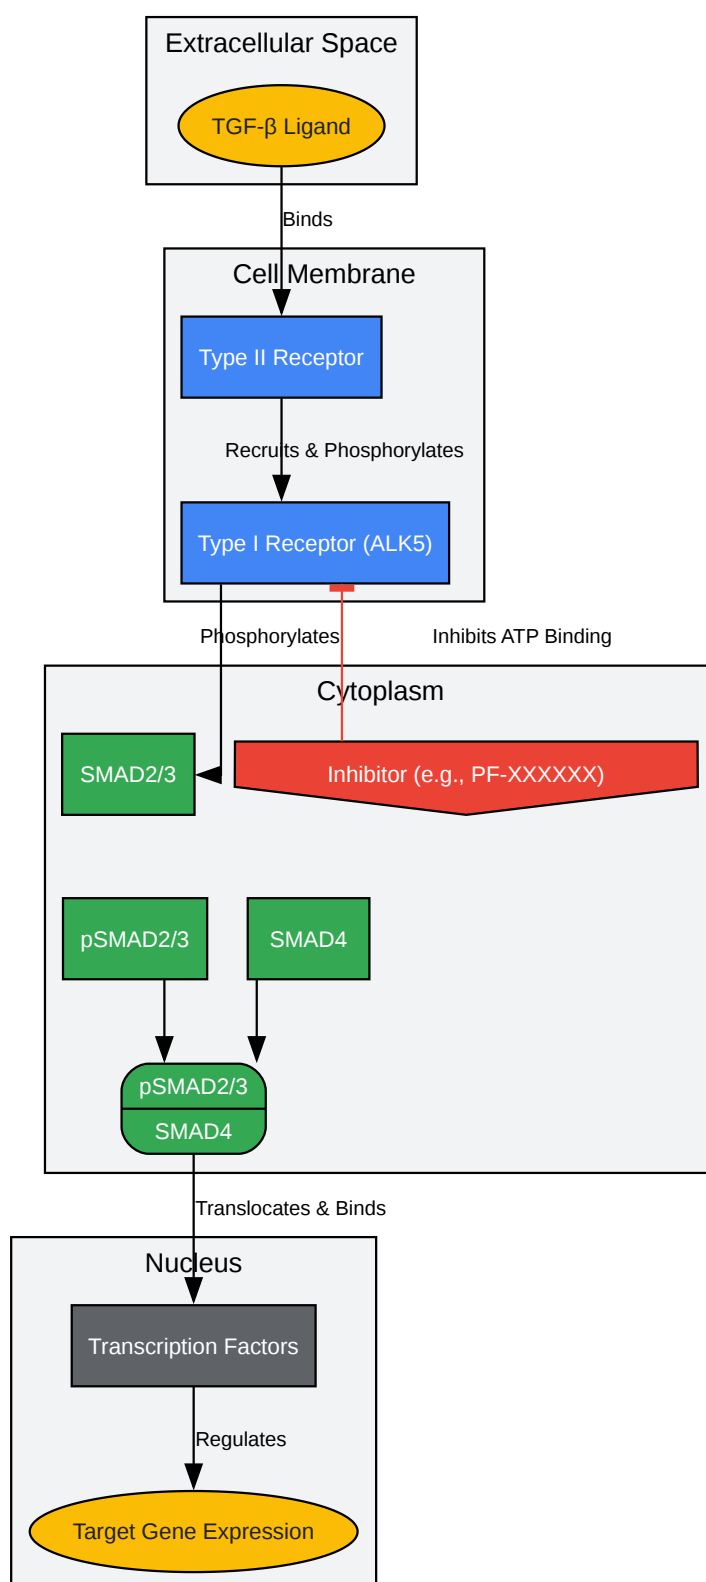 Extracellular Space
TGF-β Ligand
Binds
Cell Membrane
Type II Receptor
Recruits & Phosphorylates
Type I Receptor (ALK5)
Phosphorylates
Inhibits ATP Binding
Cytoplasm
SMAD2/3
Inhibitor (e.g., PF-XXXXXX)
pSMAD2/3
SMAD4
pSMAD2/3
SMAD4
Translocates & Binds
Nucleus
Transcription Factors
Regulates
Target Gene Expression